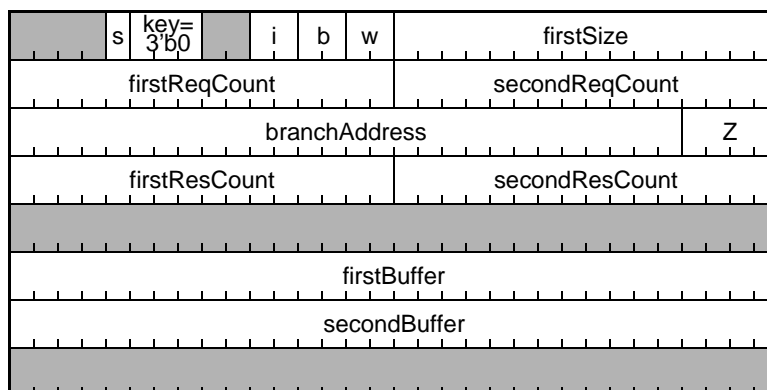 s key= 3'b0 i b w firstSize
firstReqCount secondReqCount
branchAddress Z
firstResCount secondResCount
firstBuffer
secondBuffer